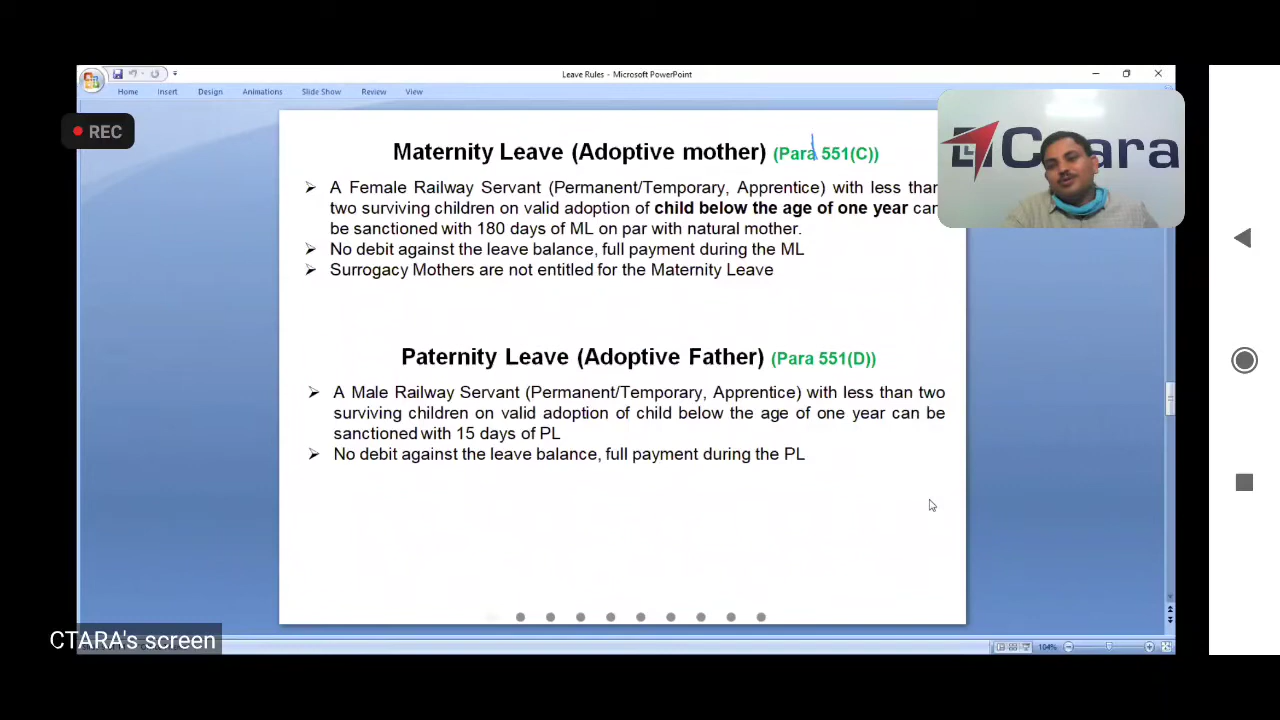 Leave Rules - Microsoft PowerPoint
Home Insert Design Animations Slide Show Review View
REC
Maternity Leave (Adoptive mother) (Para 551(C))
➢ A Female Railway Servant (Permanent/Temporary, Apprentice) with less than
two surviving children on valid adoption of child below the age of one year can
be sanctioned with 180 days of ML on par with natural mother.
➢ No debit against the leave balance, full payment during the ML
➢ Surrogacy Mothers are not entitled for the Maternity Leave
Paternity Leave (Adoptive Father) (Para 551(D))
➢ A Male Railway Servant (Permanent/Temporary, Apprentice) with less than two
surviving children on valid adoption of child below the age of one year can be
sanctioned with 15 days of PL
➢ No debit against the leave balance, full payment during the PL
CTARA's screen
104%